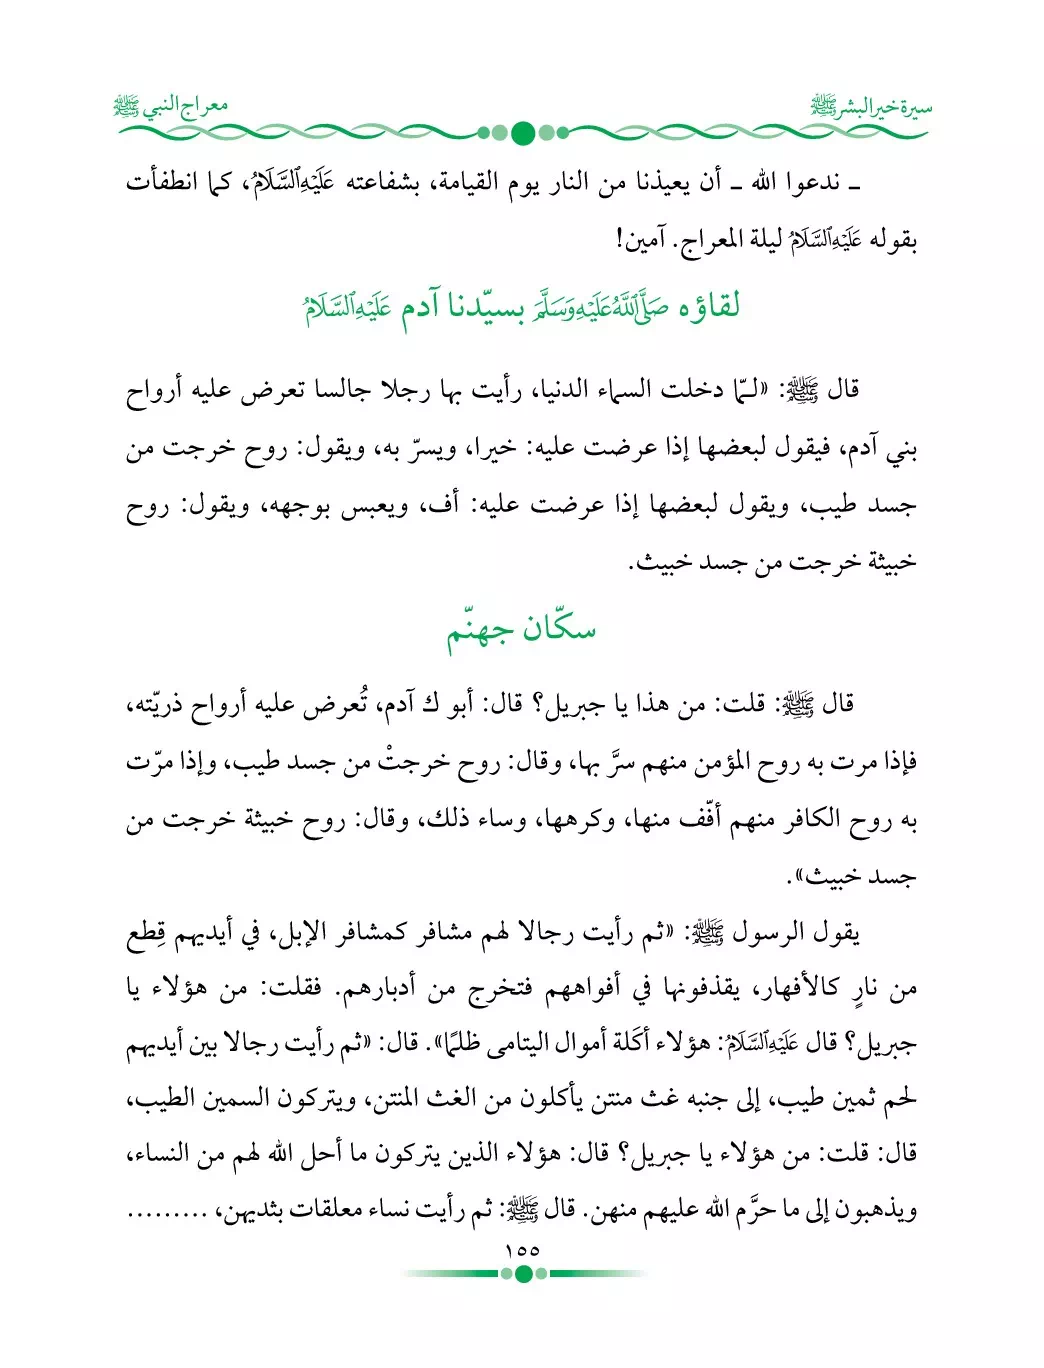 سيرة خير البشر ﷺ
معراج النبي ﷺ
ـ ندعوا الله ـ أن يعيذنا من النار يوم القيامة، بشفاعته عَلَيْهِ السَّلَامُ، كما انطفأت
بقوله عَلَيْهِ السَّلَامُ ليلة المعراج. آمين!
لقاؤه صَلَّى اللَّهُ عَلَيْهِ وَسَلَّمَ بسيّدنا آدم عَلَيْهِ السَّلَامُ
قال ﷺ: «لـمّا دخلت السماء الدنيا، رأيت بها رجلا جالسا تعرض عليه أرواح
بني آدم، فيقول لبعضها إذا عرضت عليه: خيرا، ويسرّ به، ويقول: روح خرجت من
جسد طيب، ويقول لبعضها إذا عرضت عليه: أف، ويعبس بوجهه، ويقول: روح
خبيثة خرجت من جسد خبيث.
سكّان جهنّم
قال ﷺ: قلت: من هذا يا جبريل؟ قال: أبو ك آدم، تُعرض عليه أرواح ذريّته،
فإذا مرت به روح المؤمن منهم سرَّ بها، وقال: روح خرجتْ من جسد طيب، وإذا مرّت
به روح الكافر منهم أفّف منها، وكرهها، وساء ذلك، وقال: روح خبيثة خرجت من
جسد خبيث».
يقول الرسول ﷺ: «ثم رأيت رجالا لهم مشافر كمشافر الإبل، في أيديهم قِطع
من نارٍ كالأفهار، يقذفونها في أفواههم فتخرج من أدبارهم. فقلت: من هؤلاء يا
جبريل؟ قال عَلَيْهِ السَّلَامُ: هؤلاء أكَلة أموال اليتامى ظلمًا». قال: «ثم رأيت رجالا بين أيديهم
لحم ثمين طيب، إلى جنبه غث منتن يأكلون من الغث المنتن، ويتركون السمين الطيب،
قال: قلت: من هؤلاء يا جبريل؟ قال: هؤلاء الذين يتركون ما أحل الله لهم من النساء،
ويذهبون إلى ما حرَّم الله عليهم منهن. قال ﷺ: ثم رأيت نساء معلقات بثديهن، .........
١٥٥